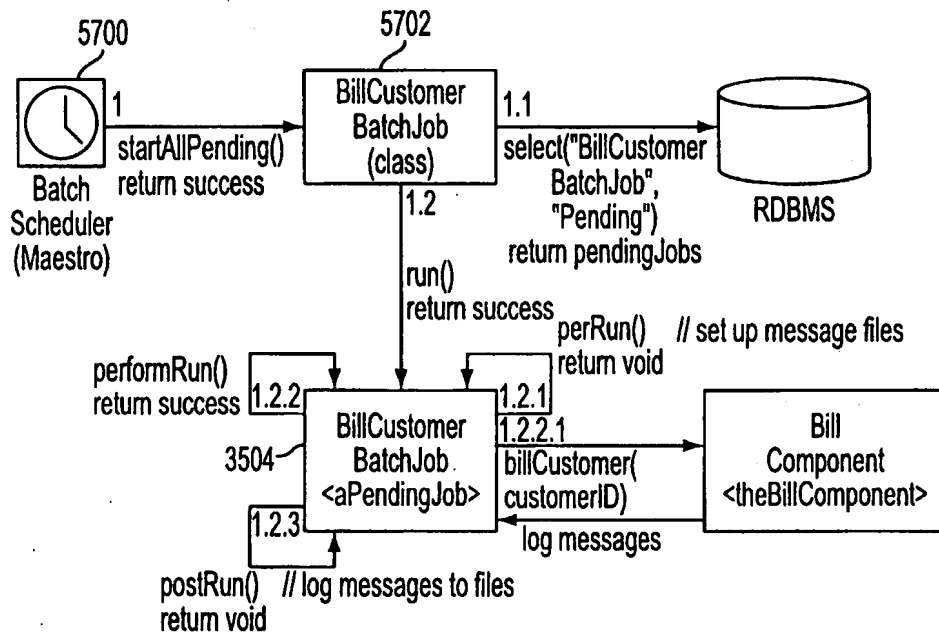 5700
5702
1
startAllPending()
return success
Batch
Scheduler
(Maestro)
BillCustomer
BatchJob
(class)
1.1
select("BillCustomer
BatchJob",
"Pending")
return pendingJobs
RDBMS
1.2
run()
return success
perRun() // set up message files
return void
performRun()
return success
1.2.2
1.2.1
3504
BillCustomer
BatchJob
<aPendingJob>
1.2.2.1
billCustomer(
customerID)
log messages
Bill
Component
<theBillComponent>
1.2.3
postRun() // log messages to files
return void